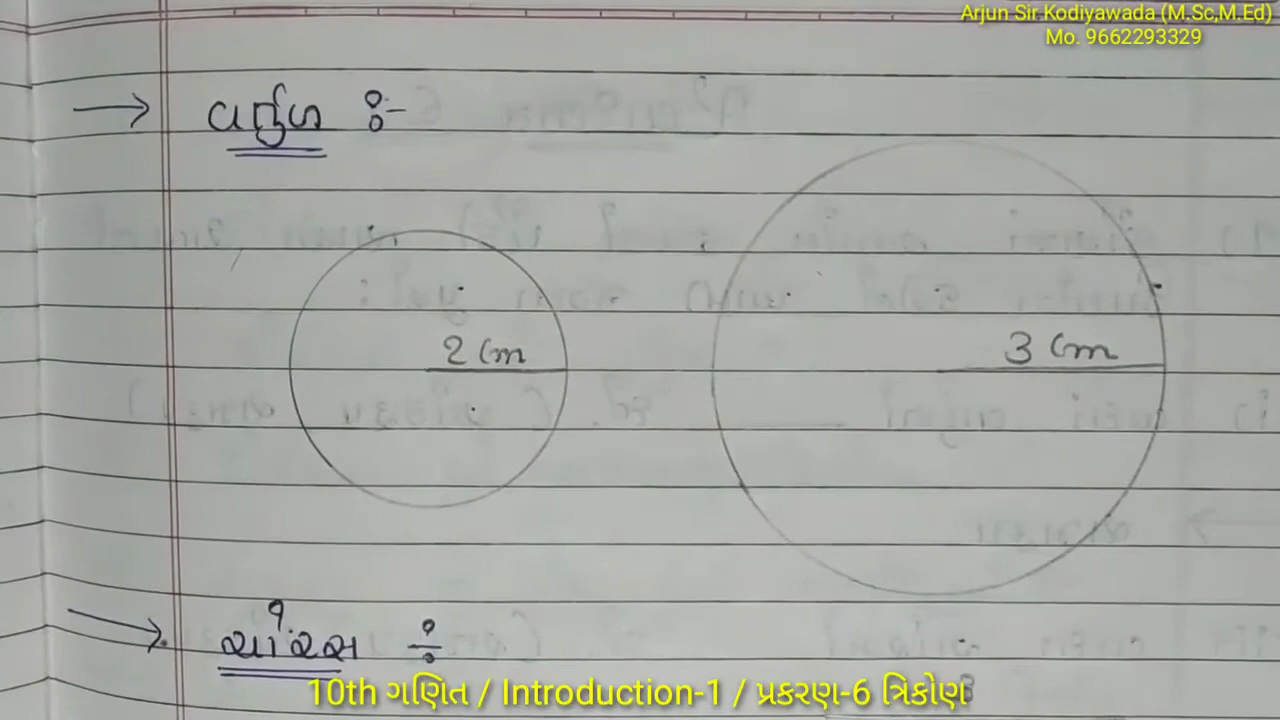 Arjun Sir Kodiyawada (M.Sc,M.Ed)
Mo. 9662293329
→ વર્તુળ :-
2 Cm
3 Cm
→ ચોરસ ÷
10th ગણિત / Introduction-1 / પ્રકરણ-6 ત્રિકોણ